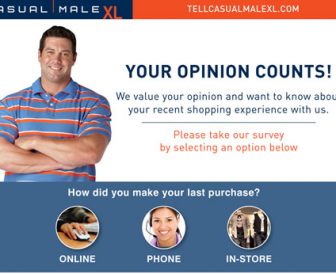 ASUAL | MALE XL
TELLCASUALMALEXL.COM
YOUR OPINION COUNTS!
We value your opinion and want to know abou
your recent shopping experience with us.
Please take our survey
by selecting an option below
How did you make your last purchase?
ONLINE
PHONE
IN-STORE